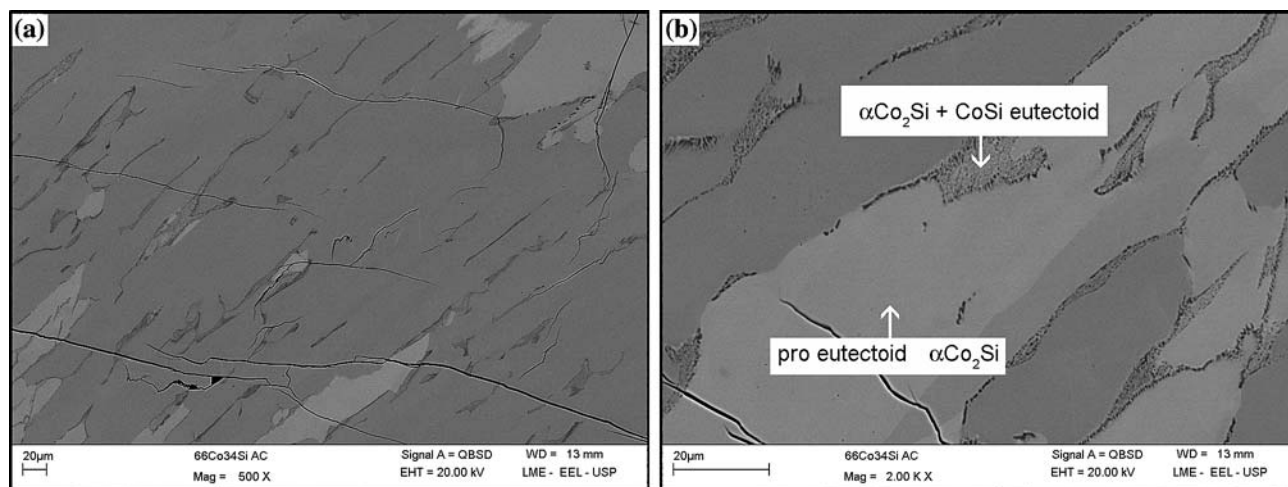 (a)
20µm
66Co34Si AC
Mag = 500 X
Signal A = QBSD
EHT = 20.00 kV
WD = 13 mm
LME - EEL - USP
(b)
αCo₂Si + CoSi eutectoid
pro eutectoid αCo₂Si
20µm
66Co34Si AC
Mag = 2.00 K X
Signal A = QBSD
EHT = 20.00 kV
WD = 13 mm
LME - EEL - USP